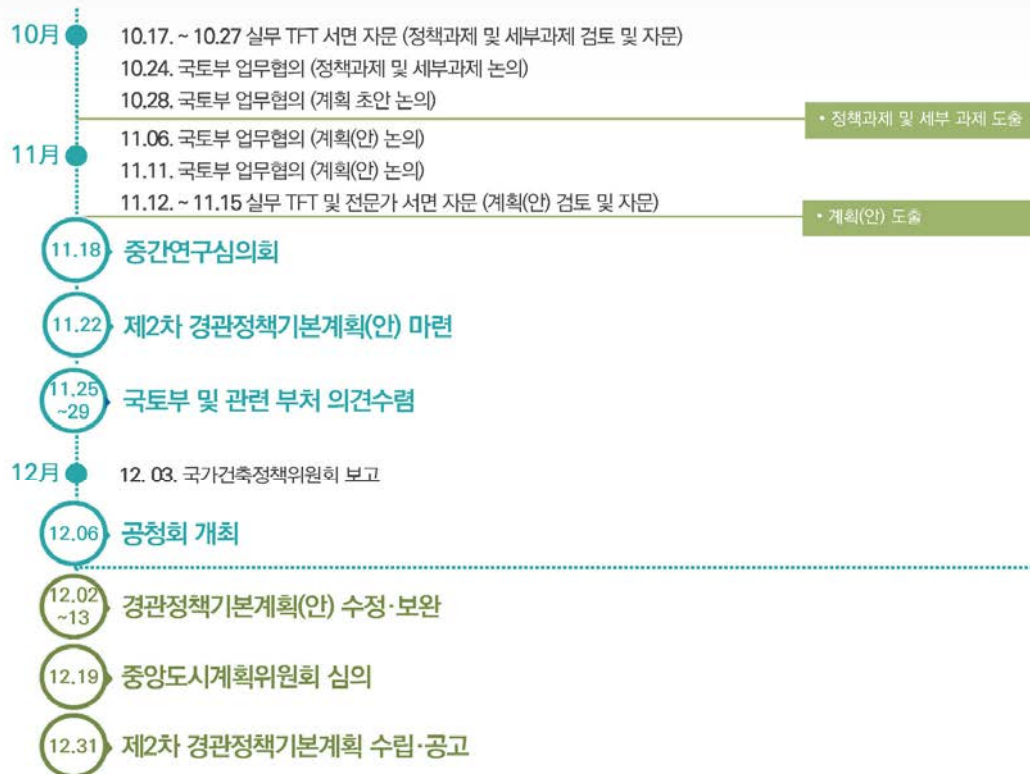 10月
10.17. ~ 10.27 실무 TFT 서면 자문 (정책과제 및 세부과제 검토 및 자문)
10.24. 국토부 업무협의 (정책과제 및 세부과제 논의)
10.28. 국토부 업무협의 (계획 초안 논의)
• 정책과제 및 세부 과제 도출
11月
11.06. 국토부 업무협의 (계획(안) 논의)
11.11. 국토부 업무협의 (계획(안) 논의)
11.12. ~ 11.15 실무 TFT 및 전문가 서면 자문 (계획(안) 검토 및 자문)
• 계획(안) 도출
11.18 중간연구심의회
11.22 제2차 경관정책기본계획(안) 마련
11.25
~29
국토부 및 관련 부처 의견수렴
12月
12. 03. 국가건축정책위원회 보고
12.06 공청회 개최
12.02
~13
경관정책기본계획(안) 수정·보완
12.19 중앙도시계획위원회 심의
12.31 제2차 경관정책기본계획 수립·공고